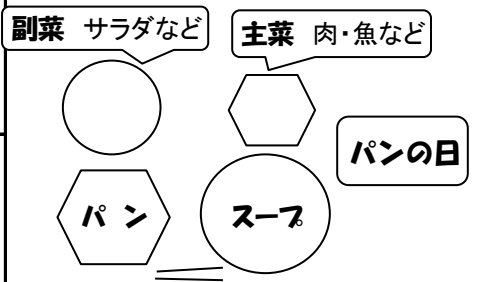 副菜 サラダなど
主菜 肉・魚など
パンの日
パン
スープ